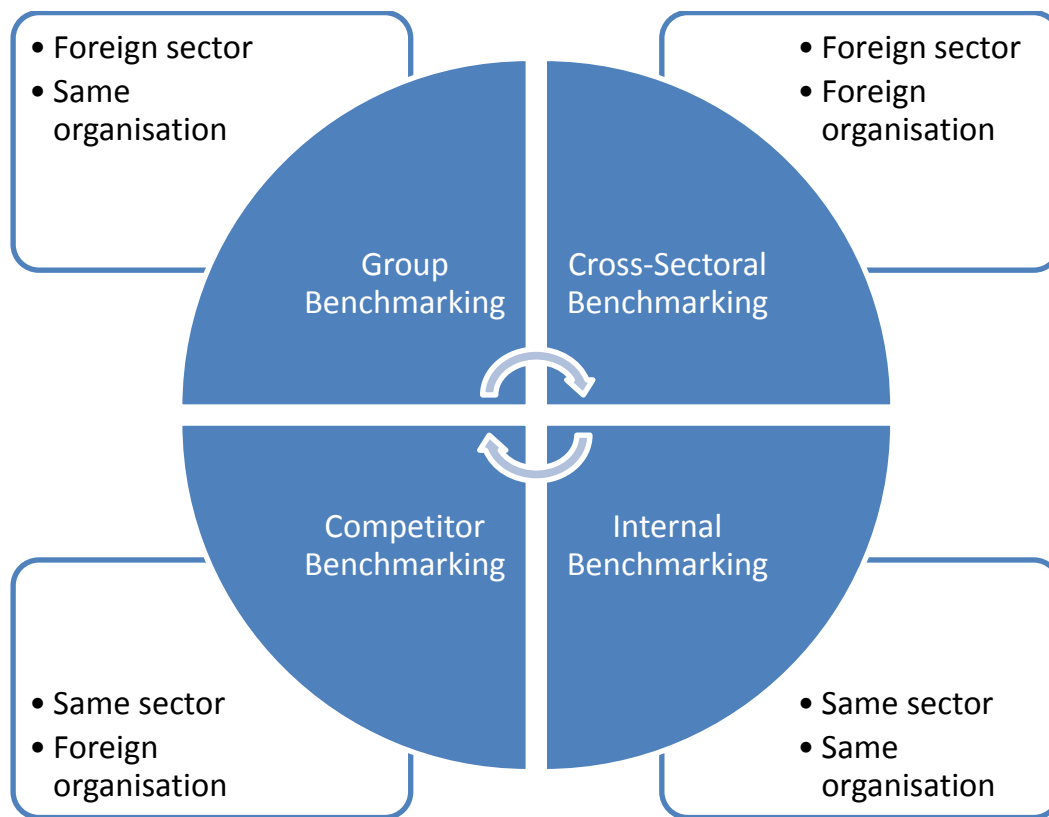 • Foreign sector
• Same
organisation
• Foreign sector
• Foreign
organisation
Group
Benchmarking
Cross-Sectoral
Benchmarking
Competitor
Benchmarking
Internal
Benchmarking
• Same sector
• Foreign
organisation
• Same sector
• Same
organisation